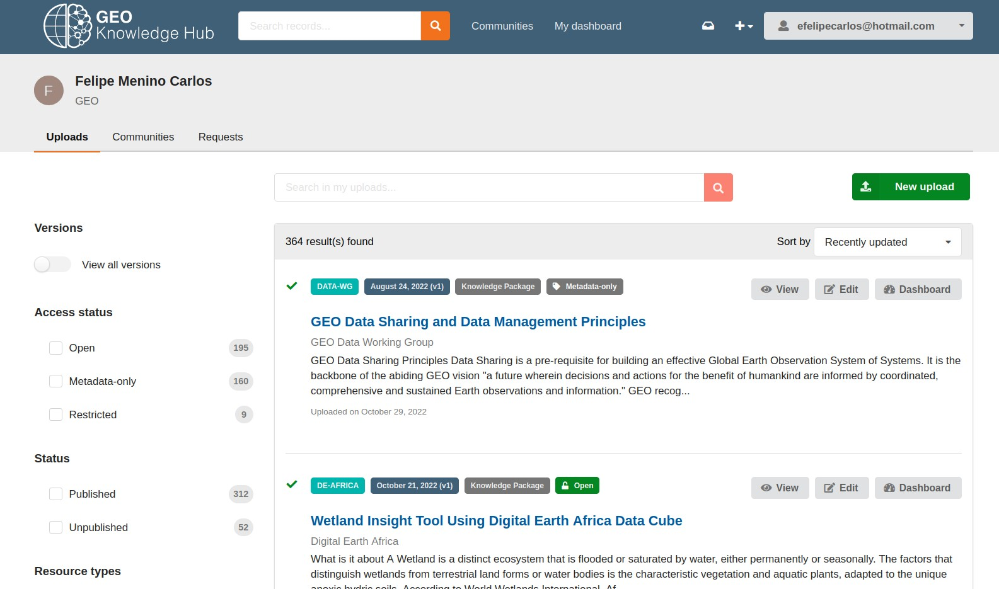 GEO
Knowledge Hub
Search records...
Communities
My dashboard
efelipecarlos@hotmail.com
F
Felipe Menino Carlos
GEO
Uploads
Communities
Requests
Search in my uploads...
New upload
Versions
View all versions
Access status
Open 195
Metadata-only 160
Restricted 9
Status
Published 312
Unpublished 52
Resource types
364 result(s) found
Sort by Recently updated
DATA-WG August 24, 2022 (v1) Knowledge Package Metadata-only
View Edit Dashboard
GEO Data Sharing and Data Management Principles
GEO Data Working Group
GEO Data Sharing Principles Data Sharing is a pre-requisite for building an effective Global Earth Observation System of Systems. It is the
backbone of the abiding GEO vision "a future wherein decisions and actions for the benefit of humankind are informed by coordinated,
comprehensive and sustained Earth observations and information." GEO recog...
Uploaded on October 29, 2022
DE-AFRICA October 21, 2022 (v1) Knowledge Package Open
View Edit Dashboard
Wetland Insight Tool Using Digital Earth Africa Data Cube
Digital Earth Africa
What is it about A Wetland is a distinct ecosystem that is flooded or saturated by water, either permanently or seasonally. The factors that
distinguish wetlands from terrestrial land forms or water bodies is the characteristic vegetation and aquatic plants, adapted to the unique
anoxic hydric soils. According to World Wetlands International, Af...